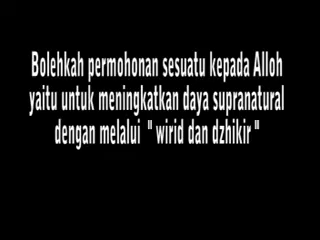 Bolehkah permohonan sesuatu kepada Alloh
yaitu untuk meningkatkan daya supranatural
dengan melalui " wirid dan dzhikir "